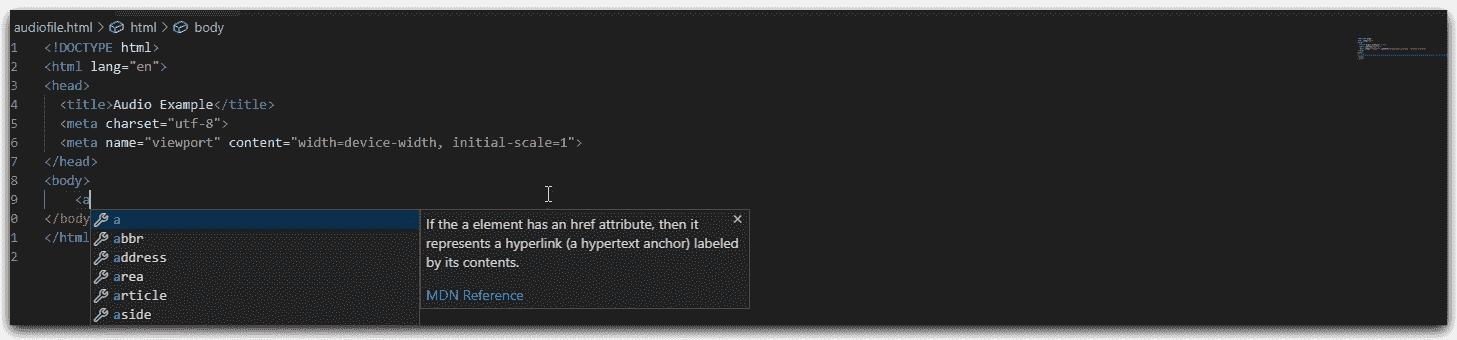 audiofile.html > html > body
1 <!DOCTYPE html>
2 <html lang="en">
3 <head>
4 <title>Audio Example</title>
5 <meta charset="utf-8">
6 <meta name="viewport" content="width=device-width, initial-scale=1">
7 </head>
8 <body>
9 <a
0 </body
1 </html
2
a
abbr
address
area
article
aside
If the a element has an href attribute, then it
represents a hyperlink (a hypertext anchor) labeled
by its contents.
MDN Reference